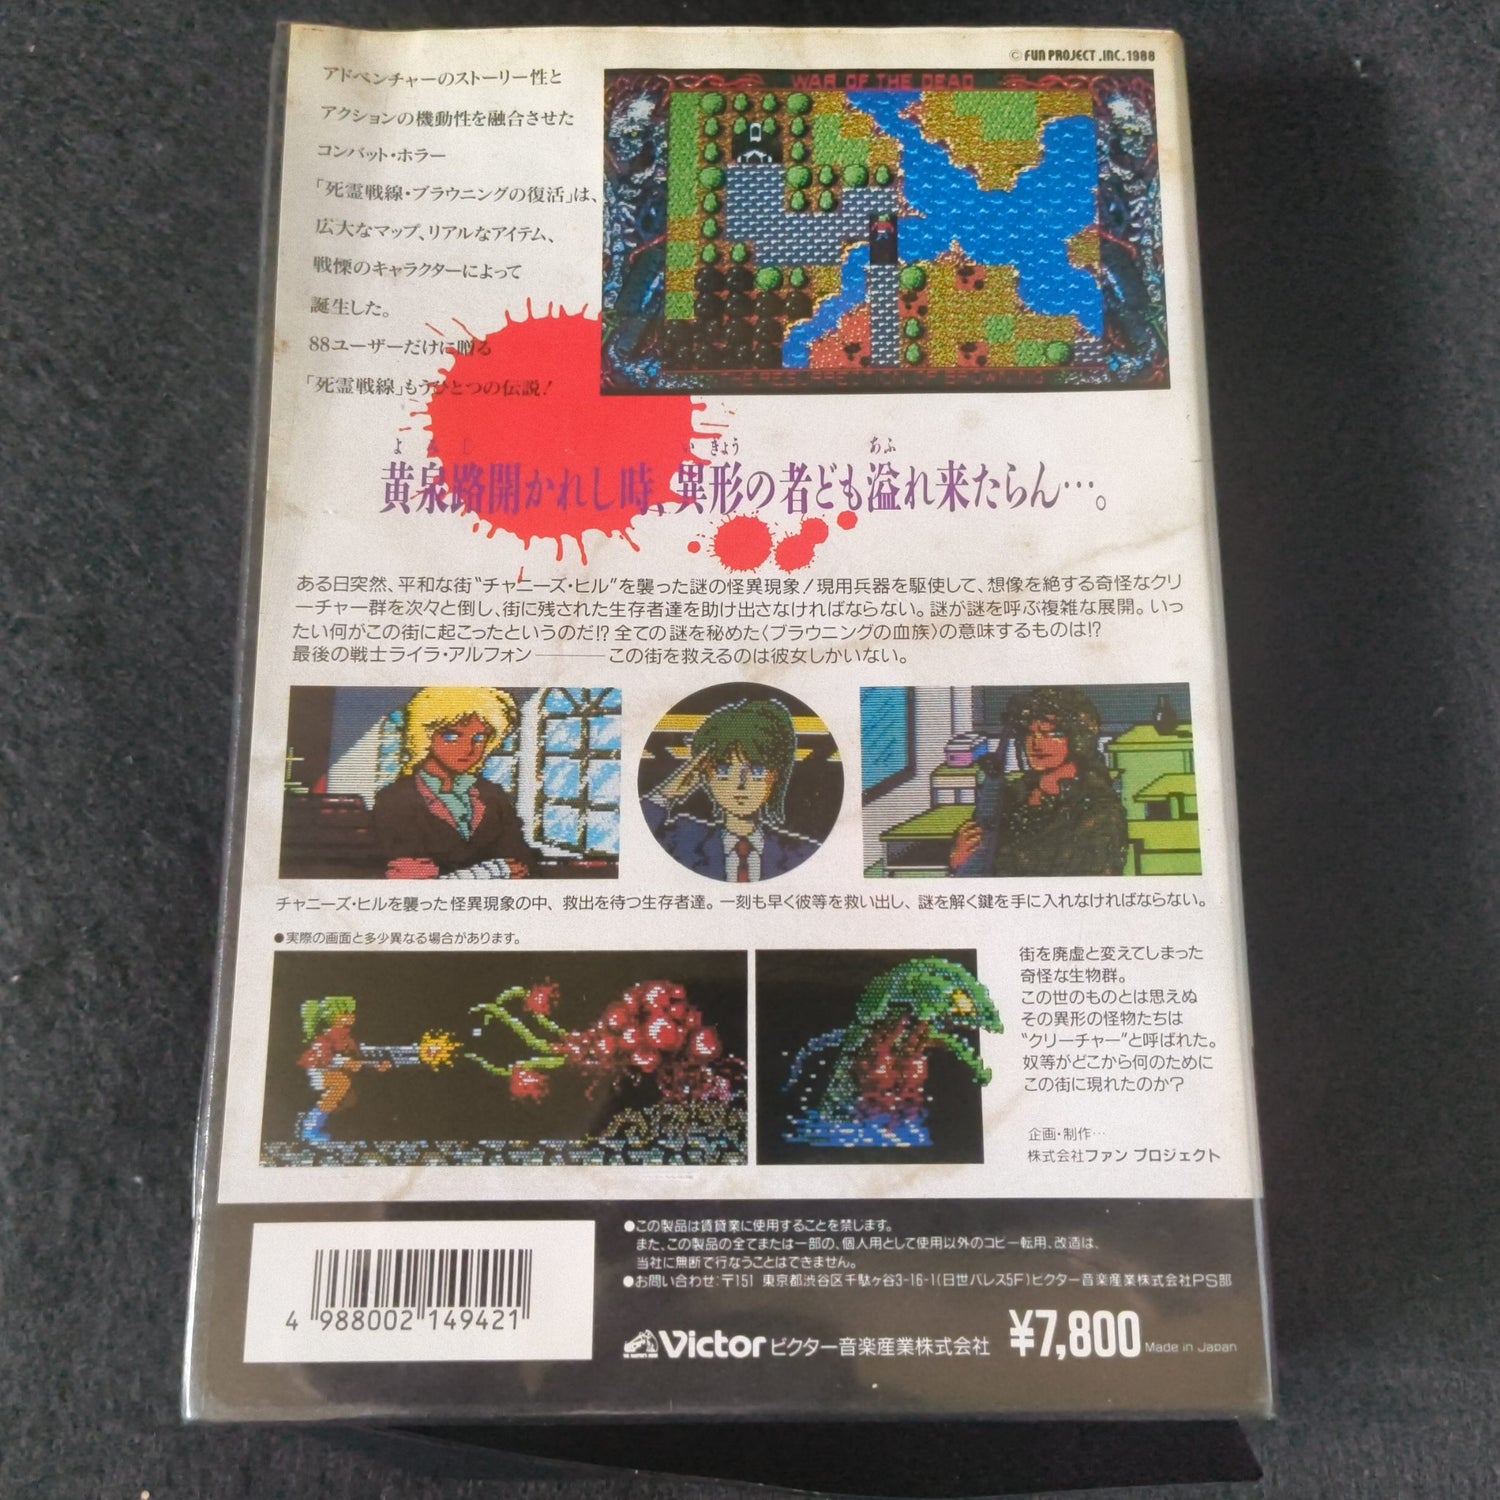 © FUN PROJECT .INC.1988
アドベンチャーのストーリー性と
アクションの機動性を融合させた
コンバット・ホラー
「死霊戦線・ブラウニングの復活」は、
広大なマップ、リアルなアイテム、
戦慄のキャラクターによって
誕生した。
88ユーザーだけに贈る
「死霊戦線」もうひとつの伝説!
WAR OF THE DEAD
黄泉路開かれし時、異形の者ども溢れ来たらん…。
ある日突然、平和な街“チャニーズ・ヒル”を襲った謎の怪異現象!現用兵器を駆使して、想像を絶する奇怪なクリ
ーチャー群を次々と倒し、街に残された生存者達を助け出さなければならない。謎が謎を呼ぶ複雑な展開。いっ
たい何がこの街に起こったというのだ!?全ての謎を秘めた〈ブラウニングの血族〉の意味するものは!?
最後の戦士ライラ・アルフォン———この街を救えるのは彼女しかいない。
チャニーズ・ヒルを襲った怪異現象の中、救出を待つ生存者達。一刻も早く彼等を救い出し、謎を解く鍵を手に入れなければならない。
●実際の画面と多少異なる場合があります。
街を廃虚と変えてしまった
奇怪な生物群。
この世のものとは思えぬ
その異形の怪物たちは
“クリーチャー”と呼ばれた。
奴等がどこから何のために
この街に現れたのか?
企画・制作…
株式会社ファン プロジェクト
●この製品は賃貸業に使用することを禁じます。
また、この製品の全てまたは一部の、個人用として使用以外のコピー転用、改造は、
当社に無断で行なうことはできません。
●お問い合わせ:〒151 東京都渋谷区千駄ヶ谷3-16-1(日世パレス5F)ビクター音楽産業株式会社PS部
4 988002 149421
Victor ビクター音楽産業株式会社 ¥7,800 Made in Japan